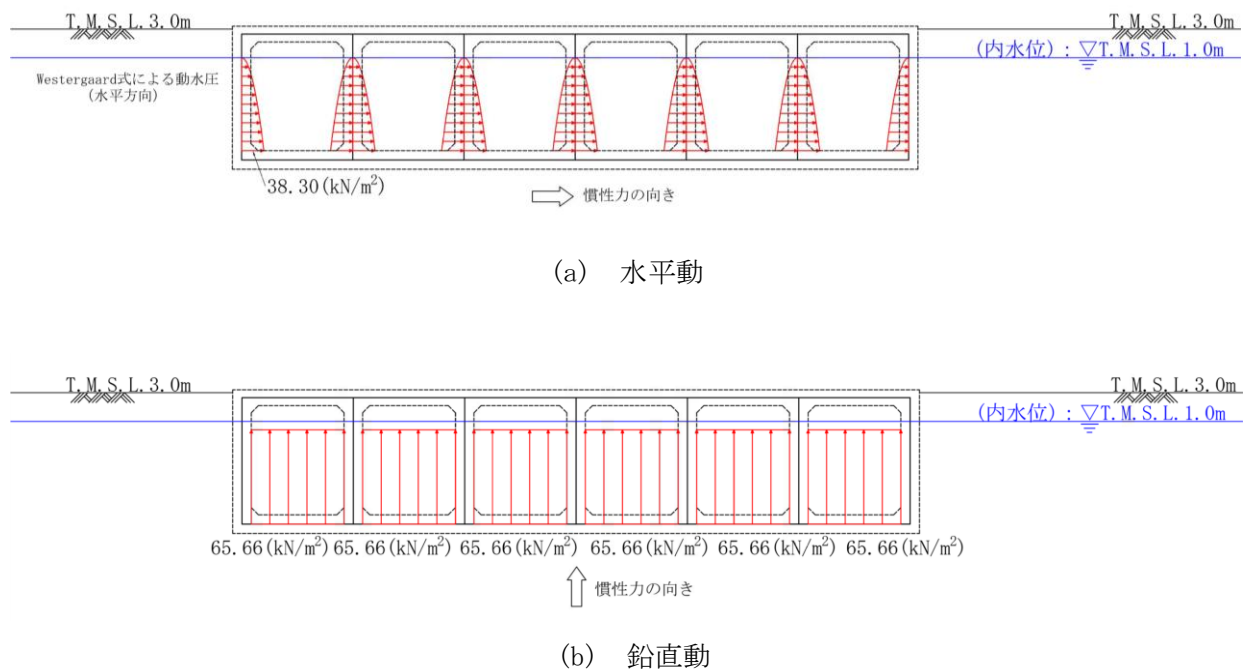 T.M.S.L.3.0m
T.M.S.L.3.0m
(内水位):▽T.M.S.L.1.0m
Westergaard式による動水圧
(水平方向)
38.30(kN/m²)
慣性力の向き
(a) 水平動
T.M.S.L.3.0m
T.M.S.L.3.0m
(内水位):▽T.M.S.L.1.0m
65.66(kN/m²) 65.66(kN/m²) 65.66(kN/m²) 65.66(kN/m²) 65.66(kN/m²) 65.66(kN/m²)
慣性力の向き
(b) 鉛直動